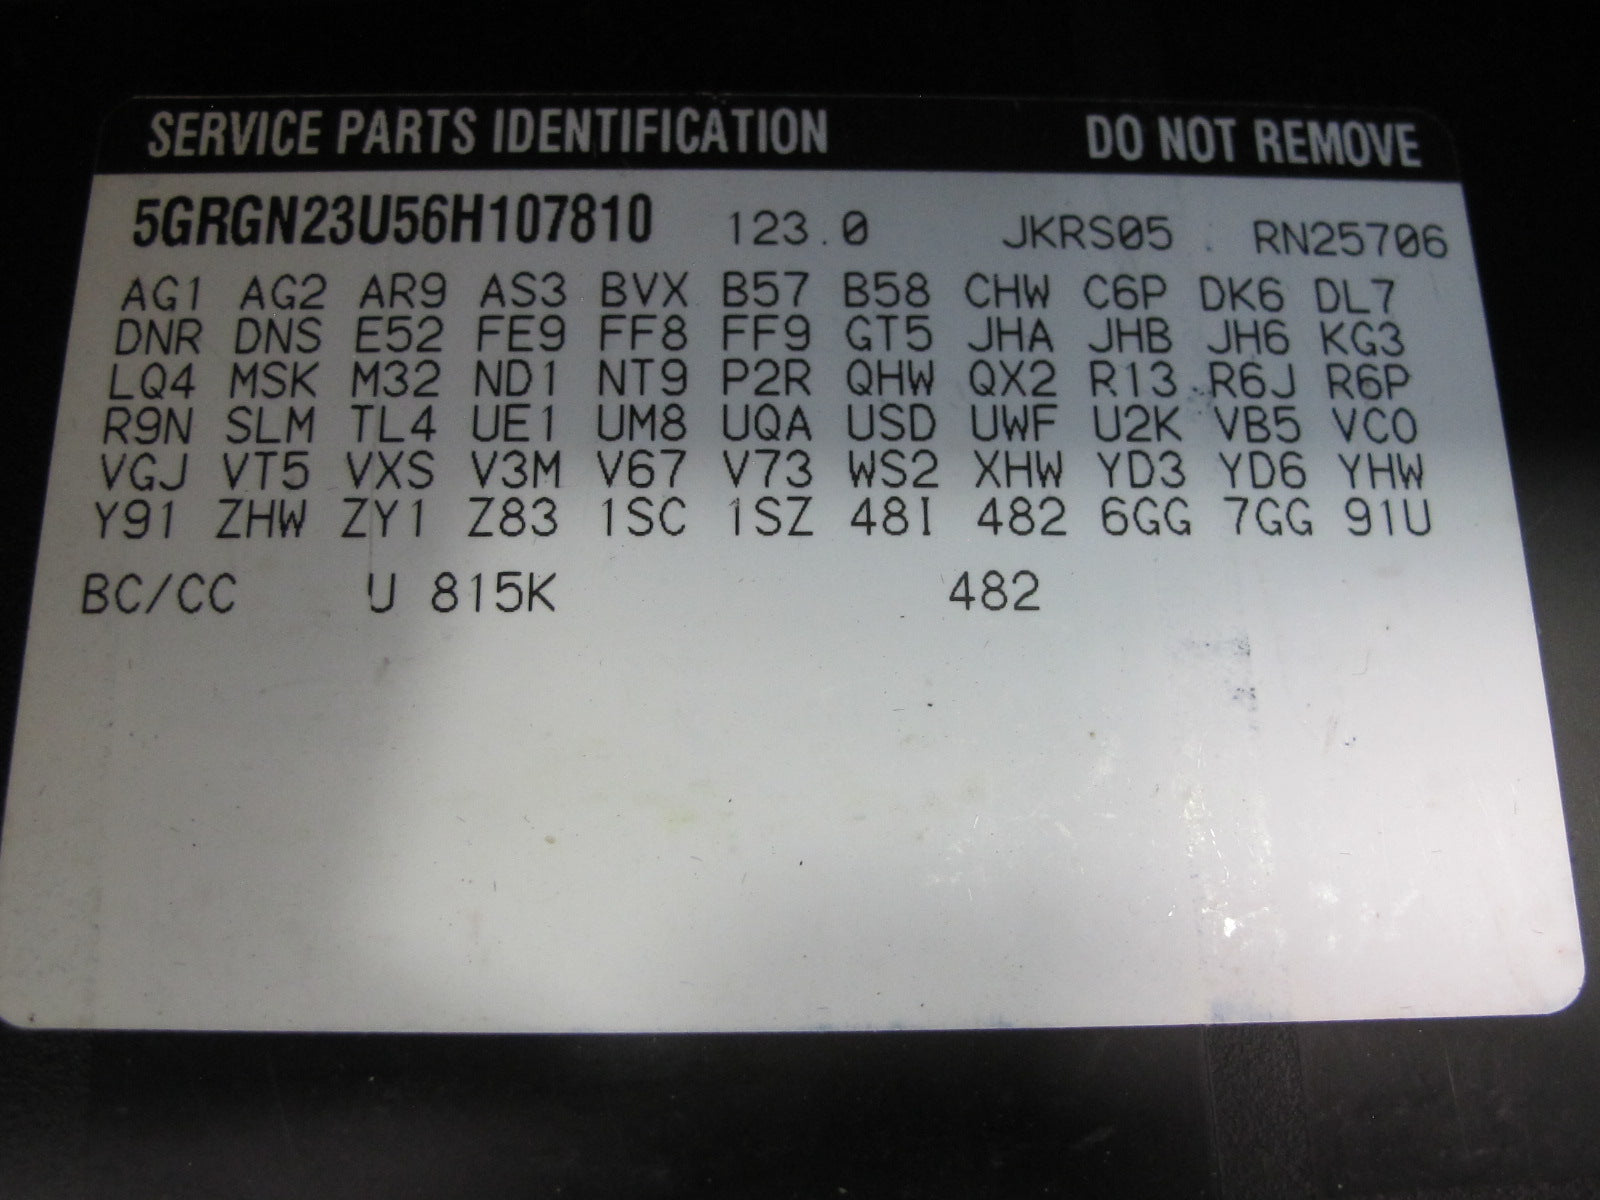 SERVICE PARTS IDENTIFICATION DO NOT REMOVE
5GRGN23U56H107810 123.0 JKRS05 RN25706
AG1 AG2 AR9 AS3 BVX B57 B58 CHW C6P DK6 DL7
DNR DNS E52 FE9 FF8 FF9 GT5 JHA JHB JH6 KG3
LQ4 MSK M32 ND1 NT9 P2R QHW QX2 R13 R6J R6P
R9N SLM TL4 UE1 UM8 UQA USD UWF U2K VB5 VC0
VGJ VT5 VXS V3M V67 V73 WS2 XHW YD3 YD6 YHW
Y91 ZHW ZY1 Z83 1SC 1SZ 48I 482 6GG 7GG 91U
BC/CC U 815K 482